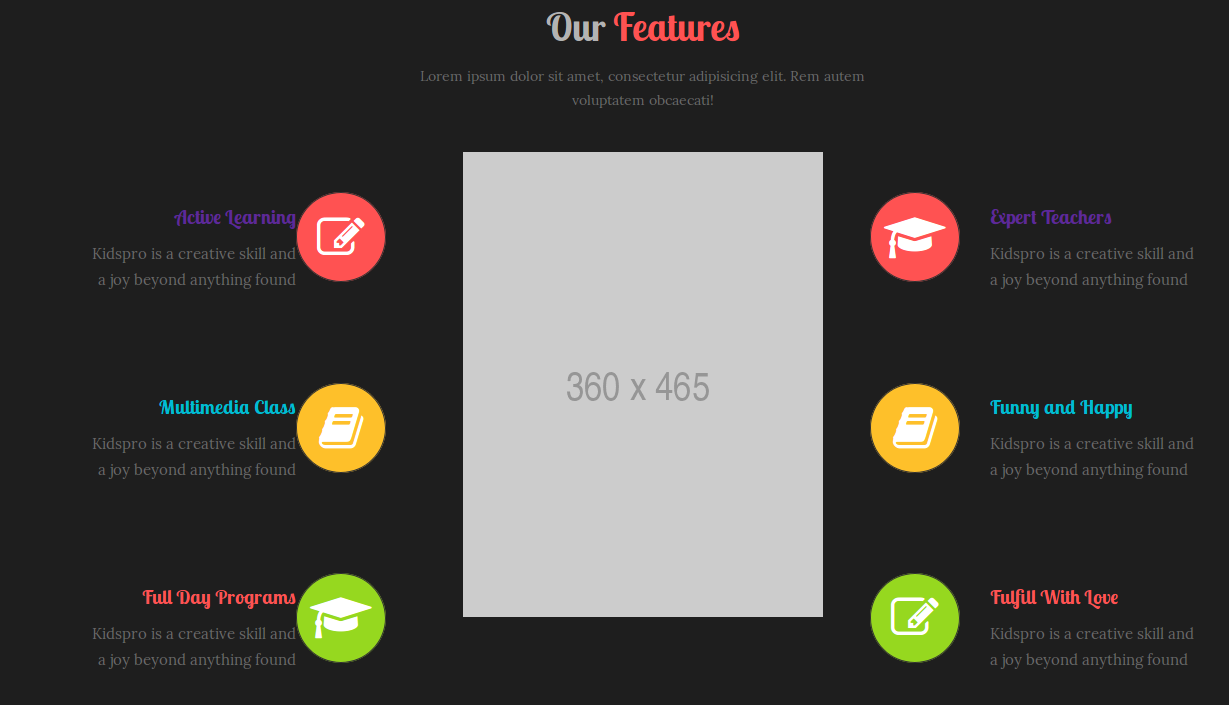 Our Features
Lorem ipsum dolor sit amet, consectetur adipisicing elit. Rem autem
voluptatem obcaecati!
Active Learning
Kidspro is a creative skill and
a joy beyond anything found
Multimedia Class
Kidspro is a creative skill and
a joy beyond anything found
Full Day Programs
Kidspro is a creative skill and
a joy beyond anything found
360 x 465
Expert Teachers
Kidspro is a creative skill and
a joy beyond anything found
Funny and Happy
Kidspro is a creative skill and
a joy beyond anything found
Fulfill With Love
Kidspro is a creative skill and
a joy beyond anything found